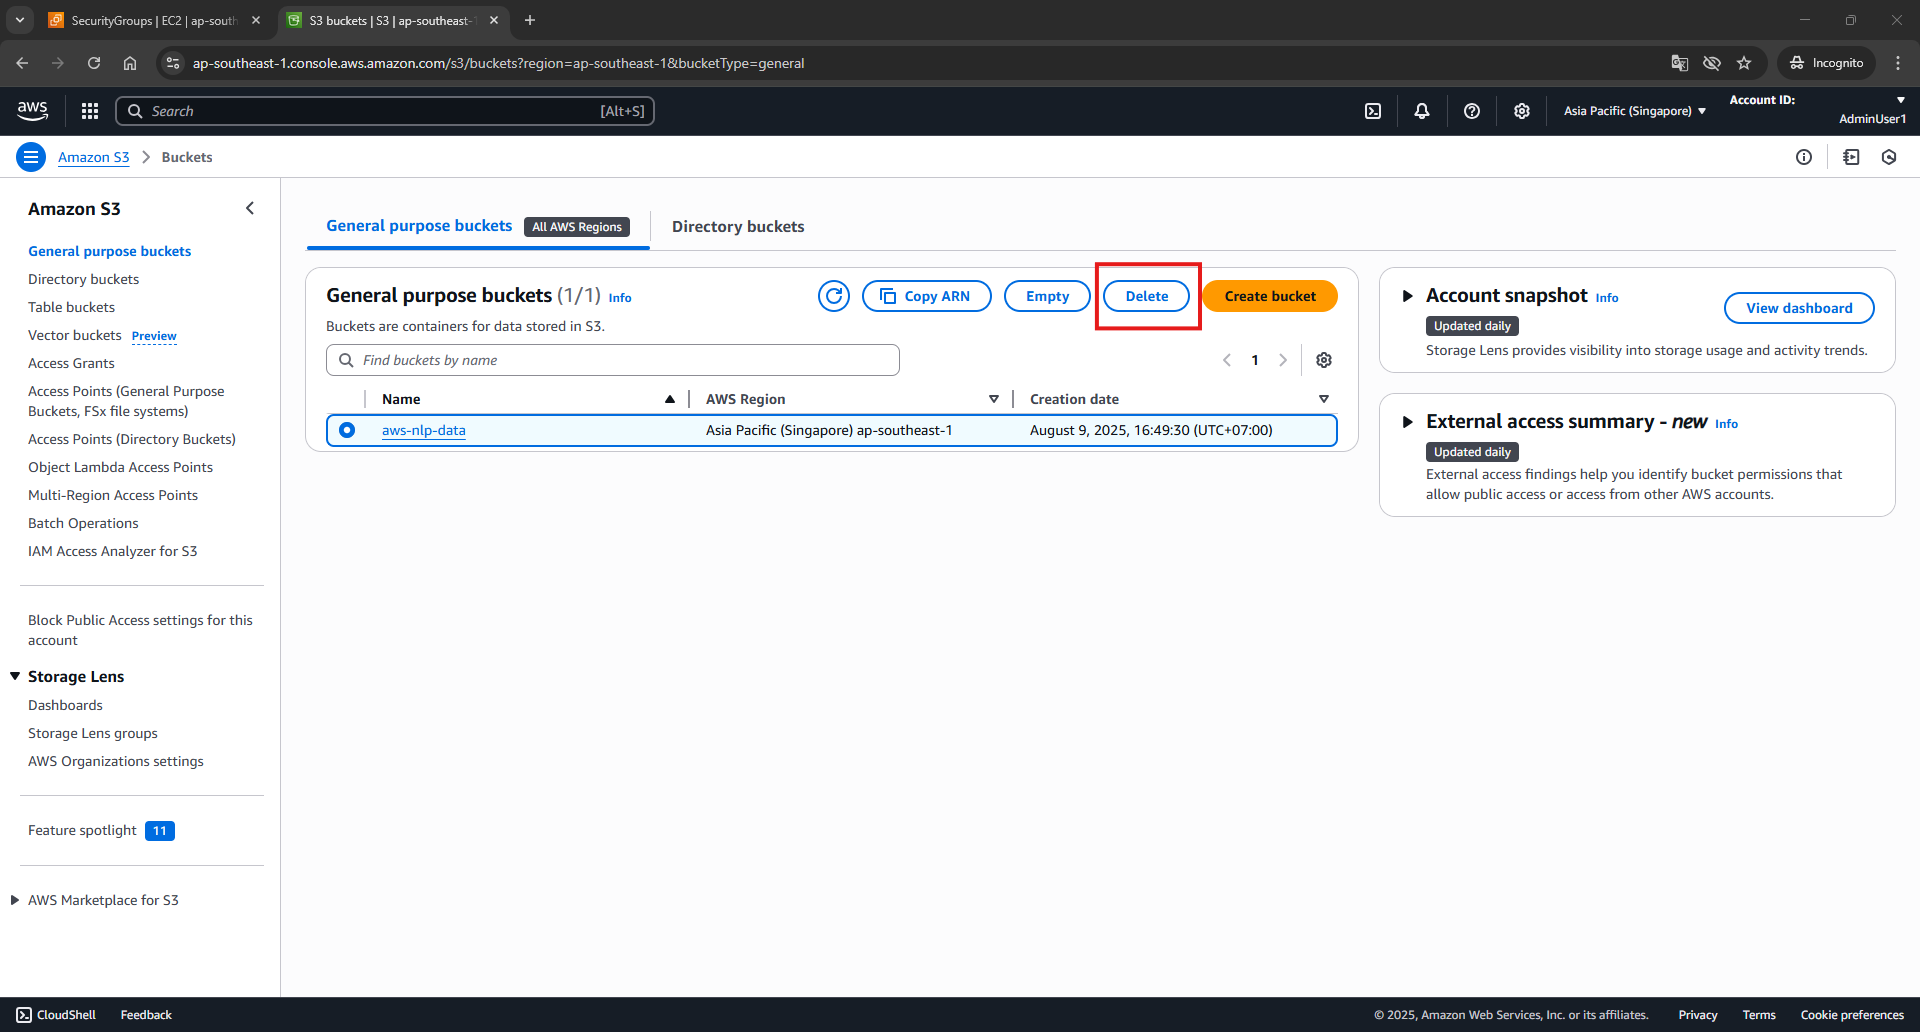 SecurityGroups | EC2 | ap-south
S3 buckets | S3 | ap-southeast-1
ap-southeast-1.console.aws.amazon.com/s3/buckets?region=ap-southeast-1&bucketType=general
Incognito
aws
Search
[Alt+S]
Asia Pacific (Singapore)
Account ID:
AdminUser1
Amazon S3
Buckets
Amazon S3
General purpose buckets
Directory buckets
Table buckets
Vector buckets Preview
Access Grants
Access Points (General Purpose
Buckets, FSx file systems)
Access Points (Directory Buckets)
Object Lambda Access Points
Multi-Region Access Points
Batch Operations
IAM Access Analyzer for S3
Block Public Access settings for this
account
Storage Lens
Dashboards
Storage Lens groups
AWS Organizations settings
Feature spotlight 11
AWS Marketplace for S3
General purpose buckets All AWS Regions
Directory buckets
General purpose buckets (1/1) Info
Copy ARN
Empty
Delete
Create bucket
Buckets are containers for data stored in S3.
Find buckets by name
1
Name AWS Region Creation date
aws-nlp-data Asia Pacific (Singapore) ap-southeast-1 August 9, 2025, 16:49:30 (UTC+07:00)
Account snapshot Info
View dashboard
Updated daily
Storage Lens provides visibility into storage usage and activity trends.
External access summary - new Info
Updated daily
External access findings help you identify bucket permissions that
allow public access or access from other AWS accounts.
CloudShell
Feedback
© 2025, Amazon Web Services, Inc. or its affiliates.
Privacy
Terms
Cookie preferences